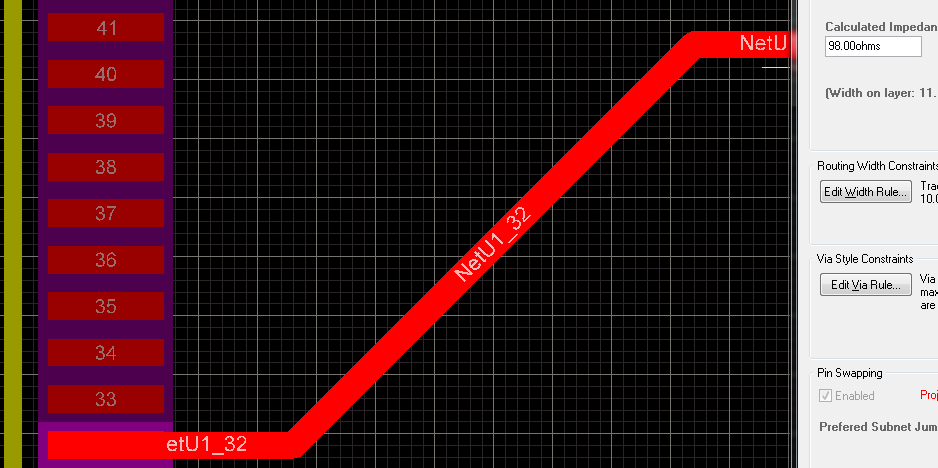 41
40
39
38
37
36
35
34
33
etU1_32
NetU1_32
NetU
Calculated Impedan
98.00ohms
(Width on layer: 11.
Routing Width Constraints
Edit Width Rule...
Trac
10.0
Via Style Constraints
Edit Via Rule...
Via
max
are
Pin Swapping
Enabled
Proj
Prefered Subnet Jum